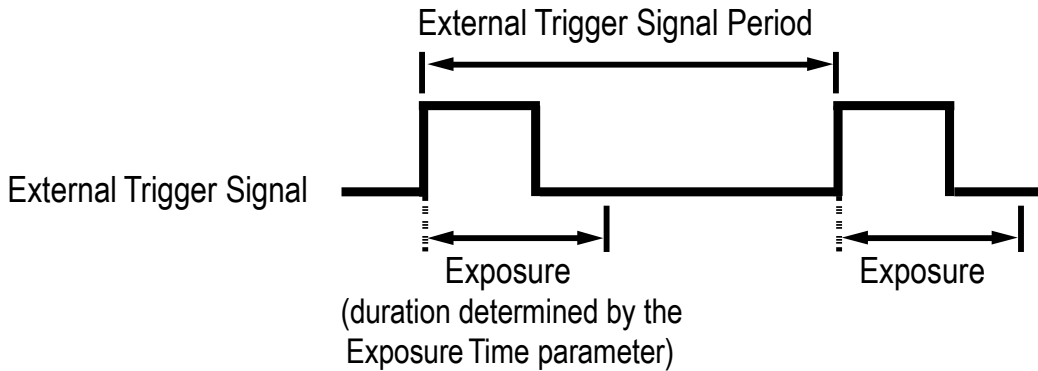 External Trigger Signal Period
External Trigger Signal
Exposure
(duration determined by the
Exposure Time parameter)
Exposure